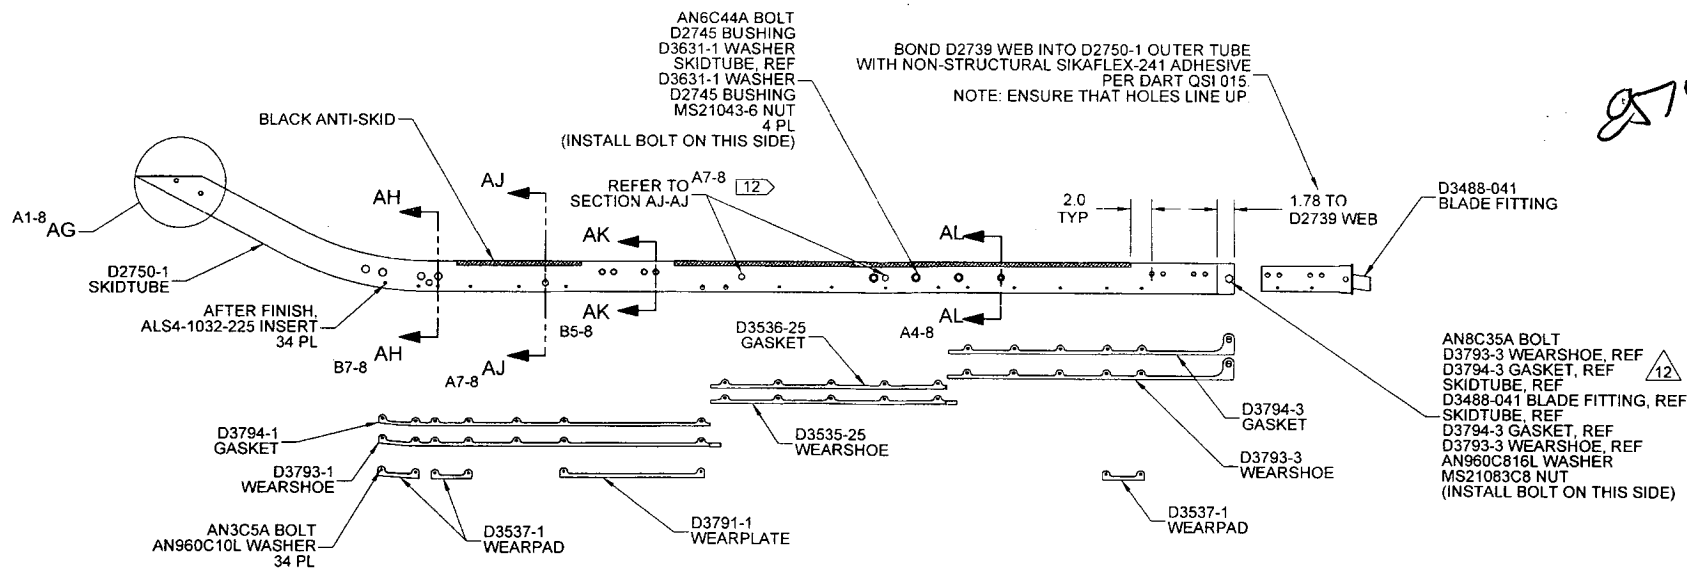 AN6C44A BOLT
D2745 BUSHING
D3631-1 WASHER
SKIDTUBE, REF
D3631-1 WASHER
D2745 BUSHING
MS21043-6 NUT
4 PL
(INSTALL BOLT ON THIS SIDE)
BOND D2739 WEB INTO D2750-1 OUTER TUBE
WITH NON-STRUCTURAL SIKAFLEX-241 ADHESIVE
PER DART QSI 015.
NOTE: ENSURE THAT HOLES LINE UP.
BLACK ANTI-SKID
AH
AJ
REFER TO
SECTION AJ-AJ
A7-8
12
AK
AL
2.0
TYP
1.78 TO
D2739 WEB
D3488-041
BLADE FITTING
A1-8
AG
D2750-1
SKIDTUBE
AFTER FINISH,
ALS4-1032-225 INSERT
34 PL
AH
B7-8
AJ
A7-8
AK
B5-8
AL
A4-8
D3536-25
GASKET
D3535-25
WEARSHOE
D3794-3
GASKET
D3793-3
WEARSHOE
AN8C35A BOLT
D3793-3 WEARSHOE, REF
D3794-3 GASKET, REF
12
SKIDTUBE, REF
D3488-041 BLADE FITTING, REF
SKIDTUBE, REF
D3794-3 GASKET, REF
D3793-3 WEARSHOE, REF
AN960C816L WASHER
MS21083C8 NUT
(INSTALL BOLT ON THIS SIDE)
D3794-1
GASKET
D3793-1
WEARSHOE
AN3C5A BOLT
AN960C10L WASHER
34 PL
D3537-1
WEARPAD
D3791-1
WEARPLATE
D3537-1
WEARPAD